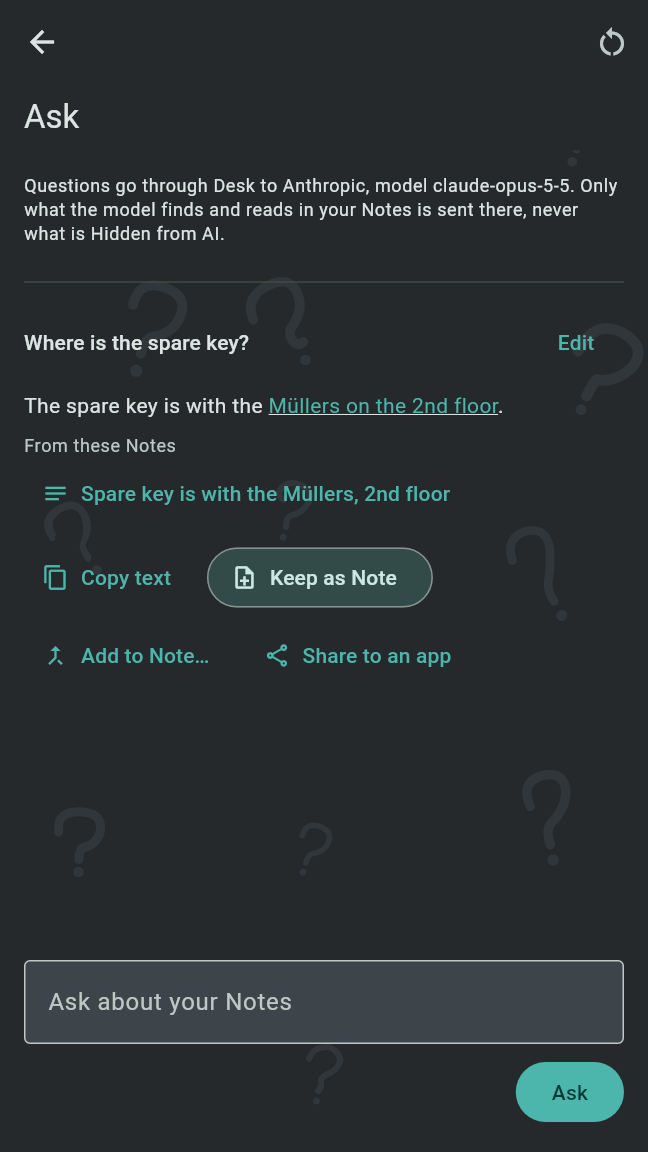 Ask
Questions go through Desk to Anthropic, model claude-opus-5-5. Only
what the model finds and reads in your Notes is sent there, never
what is Hidden from AI.
Where is the spare key?
Edit
The spare key is with the Müllers on the 2nd floor.
From these Notes
Spare key is with the Müllers, 2nd floor
Copy text
Keep as Note
Add to Note…
Share to an app
Ask about your Notes
Ask